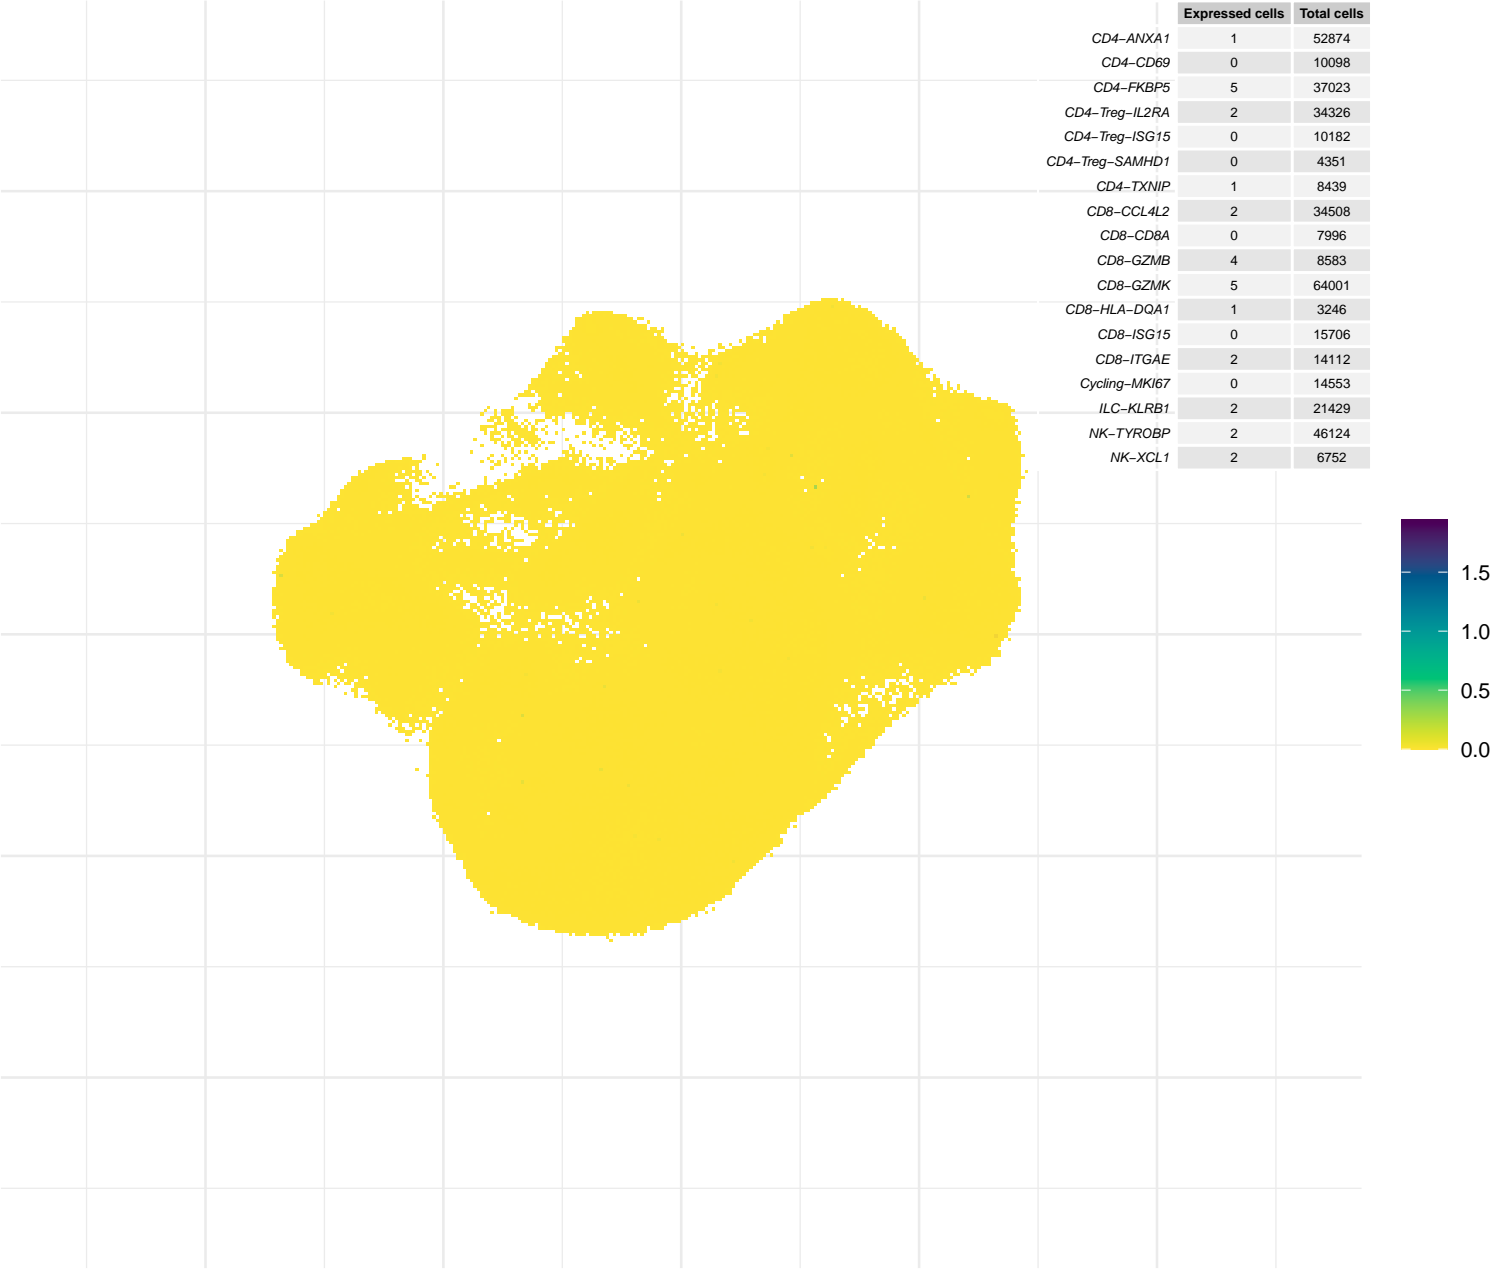 Expressed cells Total cells
CD4−ANXA1 1 52874
CD4−CD69 0 10098
CD4−FKBP5 5 37023
CD4−Treg−IL2RA 2 34326
CD4−Treg−ISG15 0 10182
CD4−Treg−SAMHD1 0 4351
CD4−TXNIP 1 8439
CD8−CCL4L2 2 34508
CD8−CD8A 0 7996
CD8−GZMB 4 8583
CD8−GZMK 5 64001
CD8−HLA−DQA1 1 3246
CD8−ISG15 0 15706
CD8−ITGAE 2 14112
Cycling−MKI67 0 14553
ILC−KLRB1 2 21429
NK−TYROBP 2 46124
NK−XCL1 2 6752
1.5
1.0
0.5
0.0